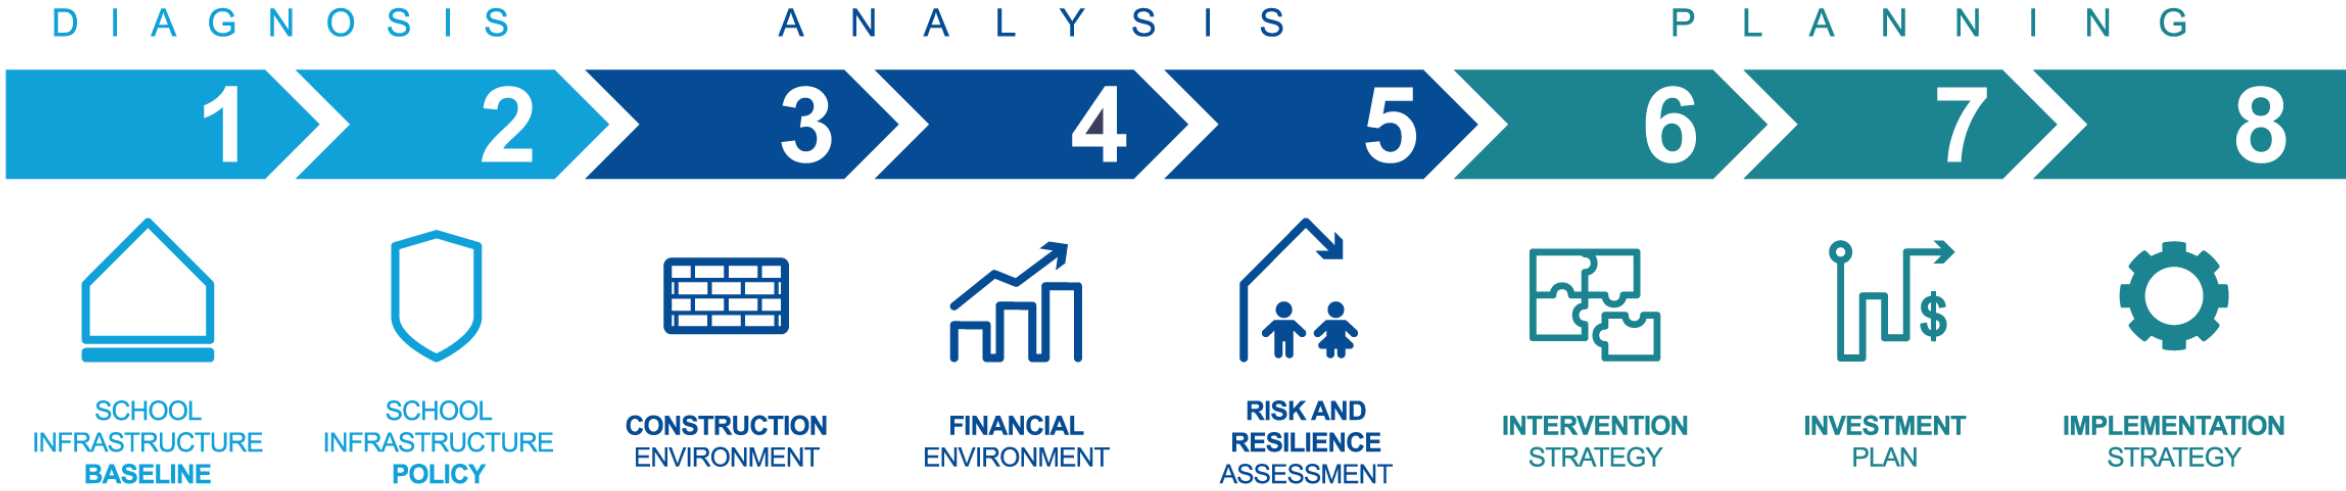 DIAGNOSIS ANALYSIS PLANNING
1 2 3 4 5 6 7 8
$
SCHOOL
INFRASTRUCTURE
BASELINE
SCHOOL
INFRASTRUCTURE
POLICY
CONSTRUCTION
ENVIRONMENT
FINANCIAL
ENVIRONMENT
RISK AND
RESILIENCE
ASSESSMENT
INTERVENTION
STRATEGY
INVESTMENT
PLAN
IMPLEMENTATION
STRATEGY